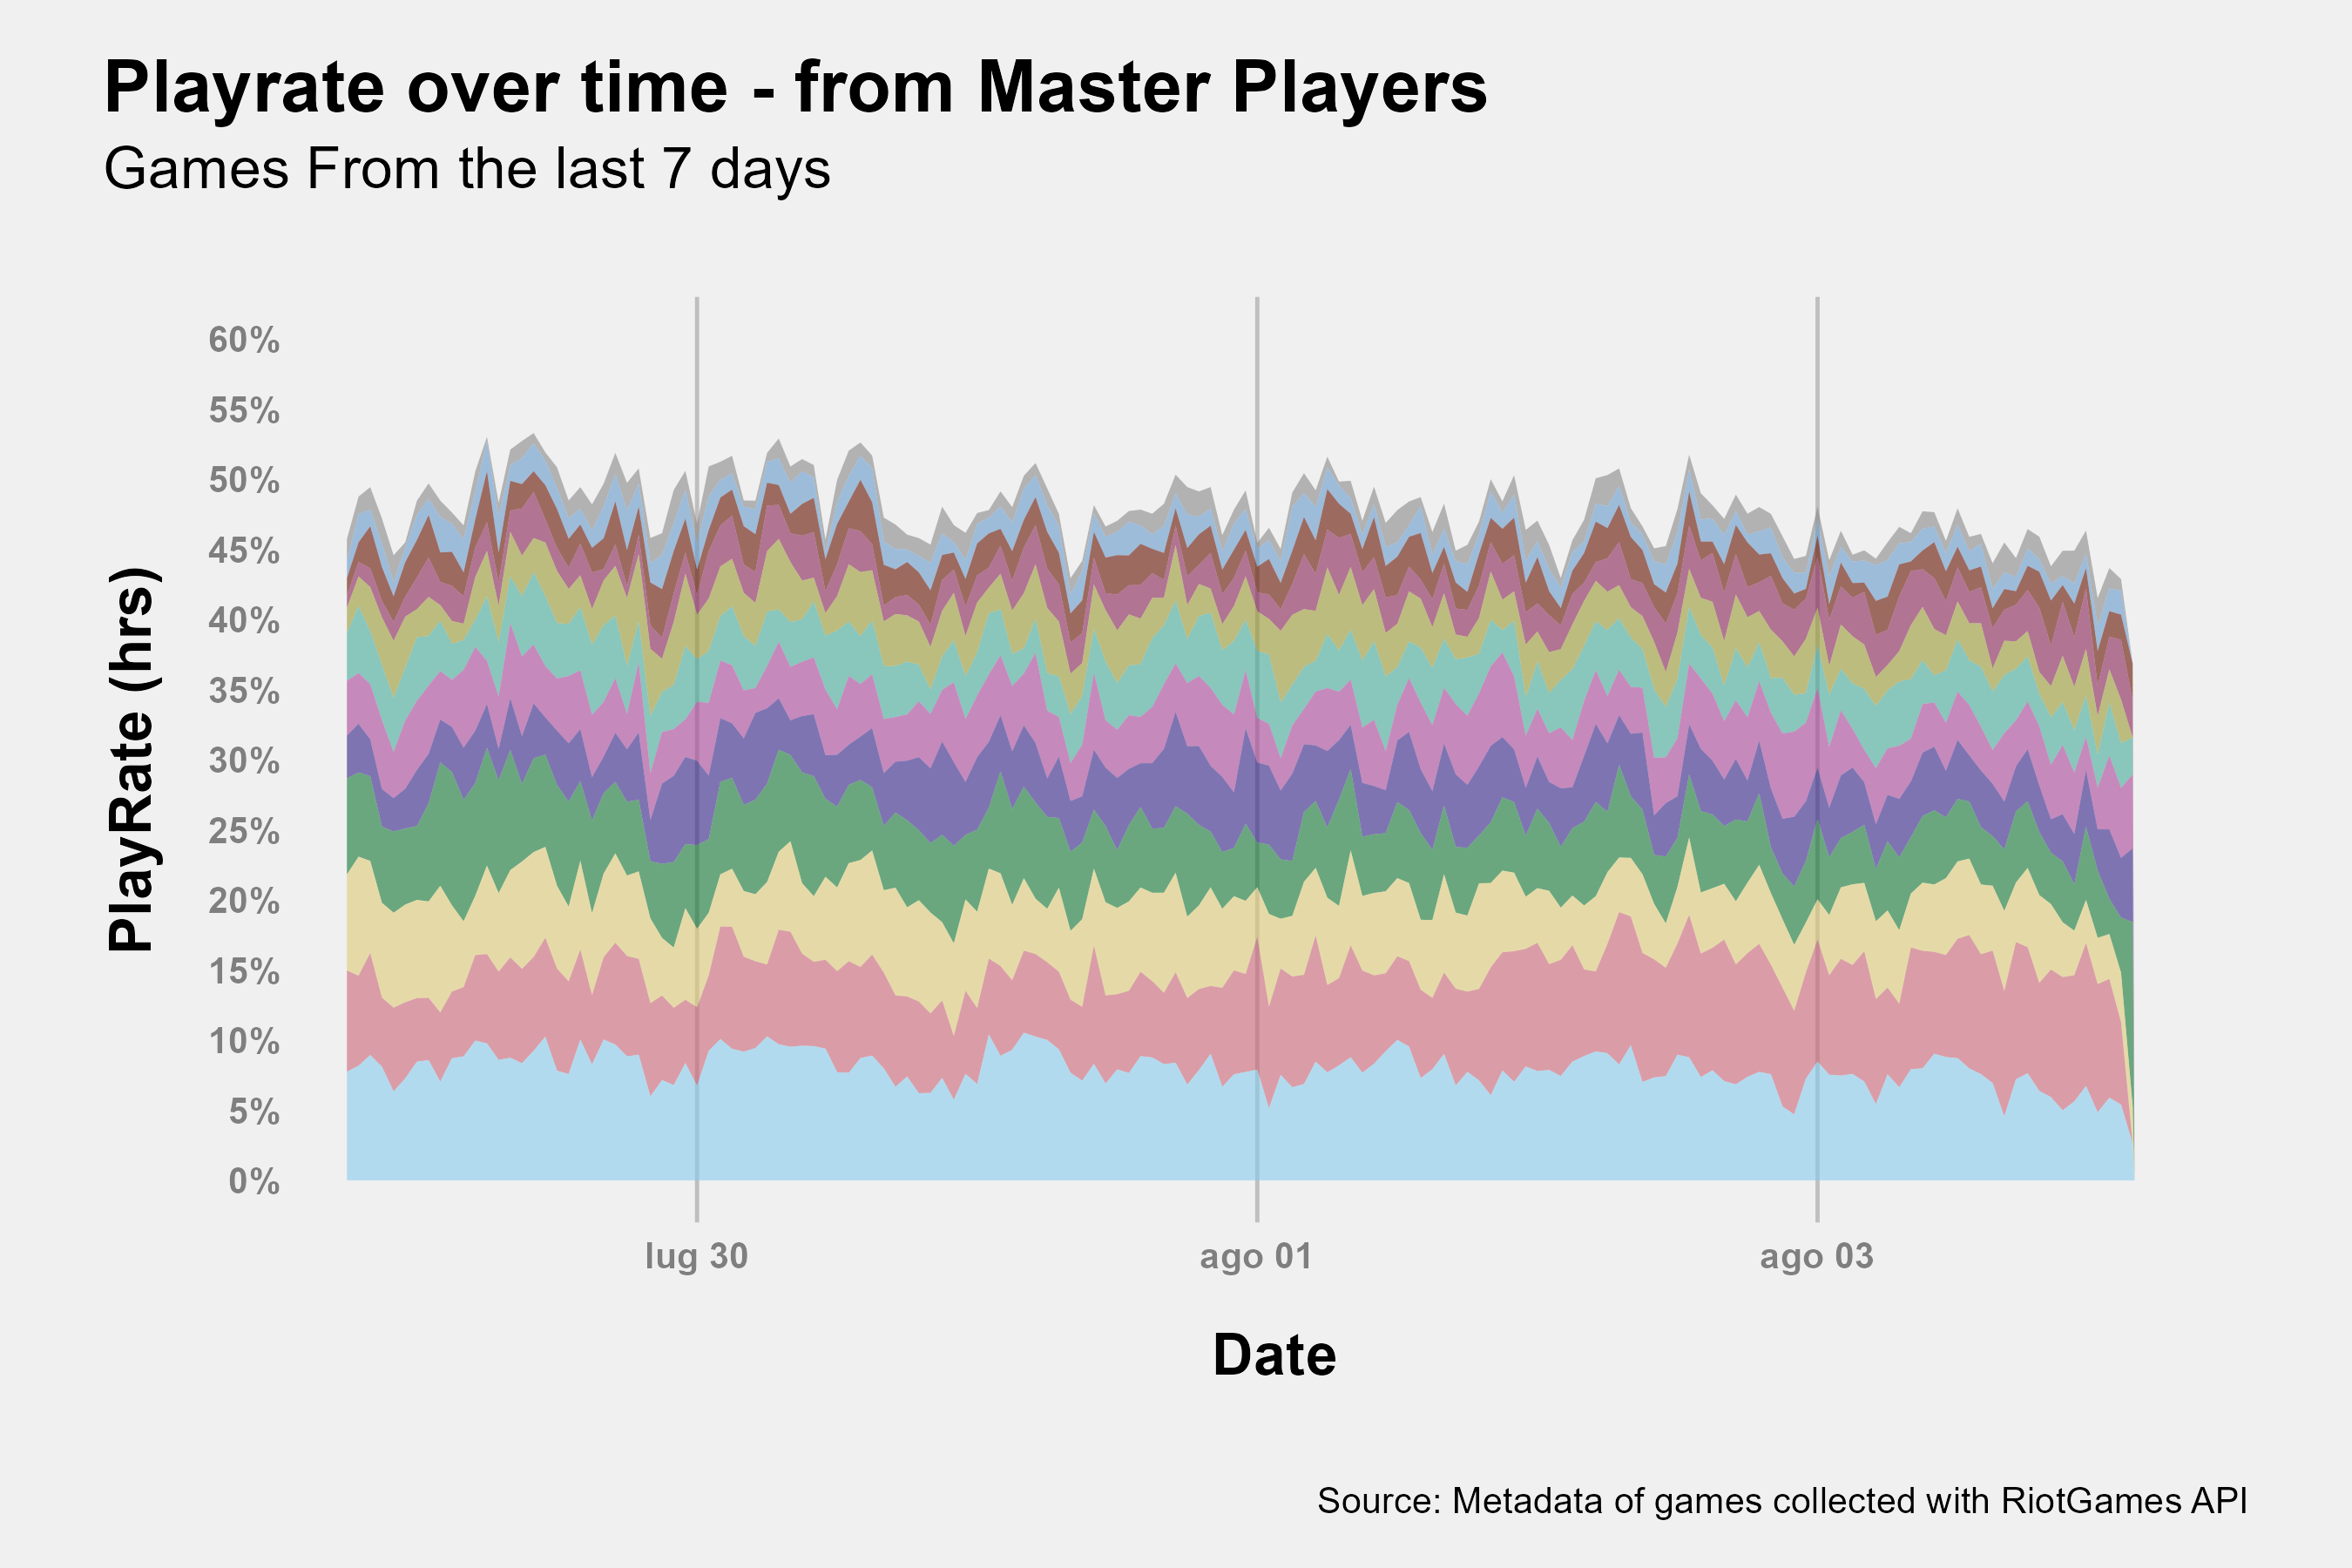 Playrate over time - from Master Players
Games From the last 7 days
PlayRate (hrs)
60%
55%
50%
45%
40%
35%
30%
25%
20%
15%
10%
5%
0%
lug 30
ago 01
ago 03
Date
Source: Metadata of games collected with RiotGames API